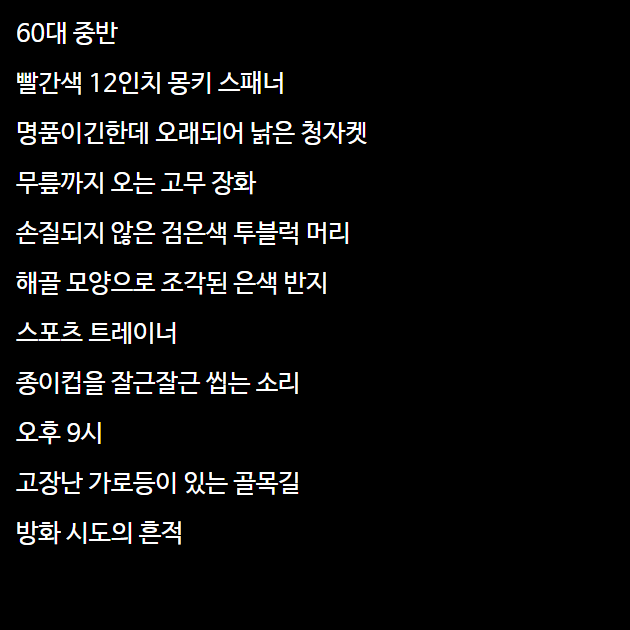 60대 중반
빨간색 12인치 몽키 스패너
명품이긴한데 오래되어 낡은 청자켓
무릎까지 오는 고무 장화
손질되지 않은 검은색 투블럭 머리
해골 모양으로 조각된 은색 반지
스포츠 트레이너
종이컵을 잘근잘근 씹는 소리
오후 9시
고장난 가로등이 있는 골목길
방화 시도의 흔적